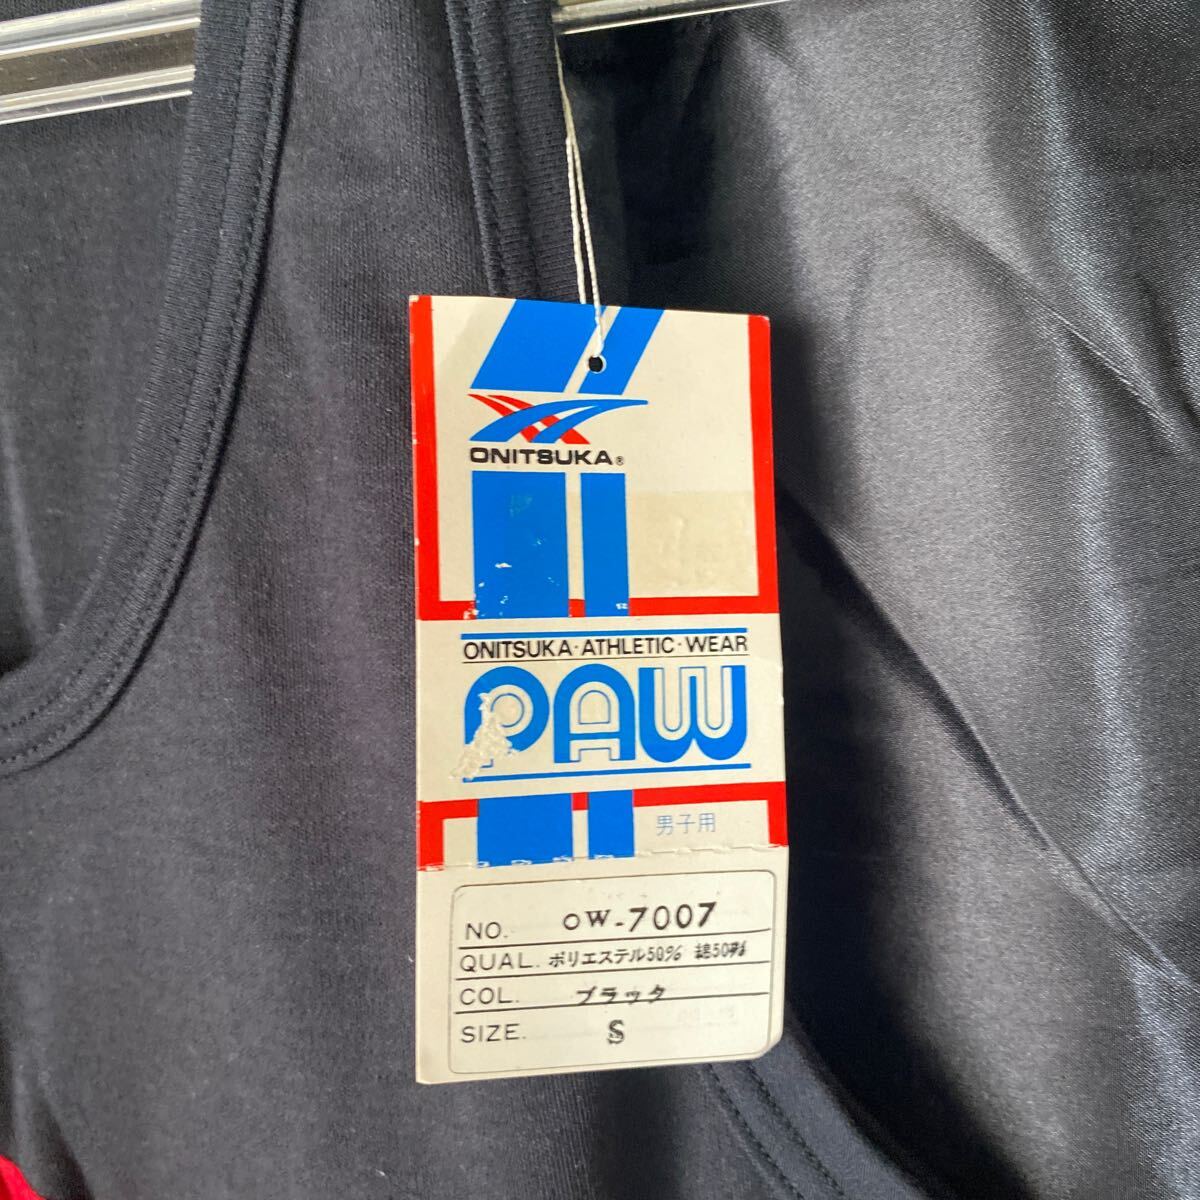 ONITSUKA®
ONITSUKA·ATHLETIC·WEAR
PAW
男子用
NO. OW-7007
QUAL. ポリエステル50% 綿50%
COL. ブラック
SIZE. S